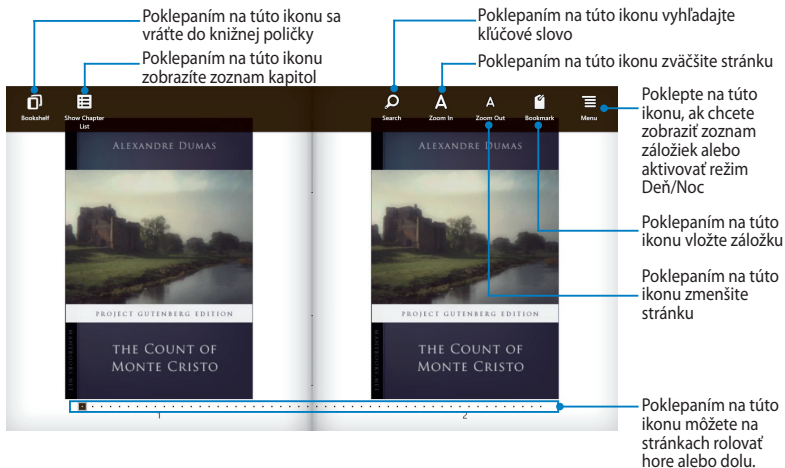 Poklepaním na túto ikonu sa
vráťte do knižnej poličky
Poklepaním na túto ikonu
zobrazíte zoznam kapitol
Poklepaním na túto ikonu vyhľadajte
kľúčové slovo
Poklepaním na túto ikonu zväčšite stránku
Bookshelf
Show Chapter
List
Search
Zoom In
Zoom Out
Bookmark
Menu
Poklepte na túto
ikonu, ak chcete
zobraziť zoznam
záložiek alebo
aktivovať režim
Deň/Noc
Poklepaním na túto
ikonu vložte záložku
Poklepaním na túto
ikonu zmenšite
stránku
Alexandre Dumas
PROJECT GUTENBERG EDITION
THE COUNT OF
MONTE CRISTO
Alexandre Dumas
PROJECT GUTENBERG EDITION
THE COUNT OF
MONTE CRISTO
1
2
Poklepaním na túto
ikonu môžete na
stránkach rolovať
hore alebo dolu.